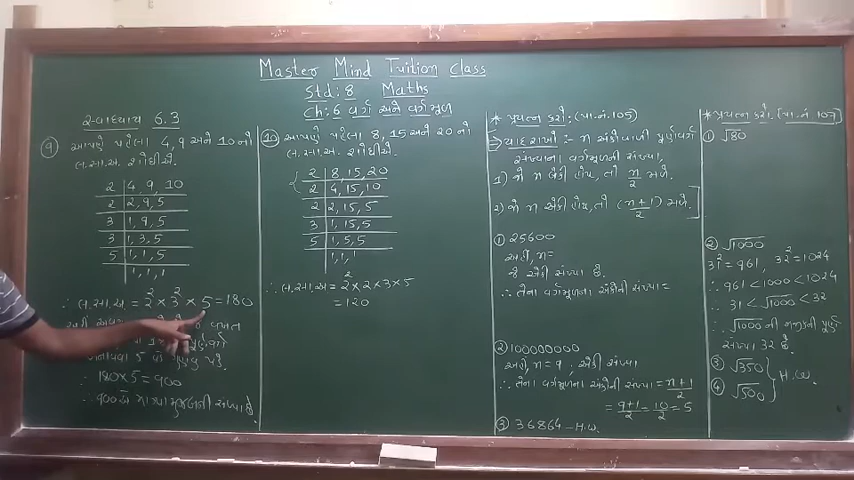 Master Mind Tuition Class
Std: 8 Maths
Ch: 6 વર્ગ અને વર્ગમૂળ
સ્વાધ્યાય 6.3
(9) આપણે પહેલા 4, 9 અને 10 નો
લ.સા.અ. શોધીએ.
2 | 4, 9, 10
2 | 2, 9, 5
3 | 1, 9, 5
3 | 1, 3, 5
5 | 1, 1, 5
1, 1, 1
∴ લ.સા.અ. = 2² × 3² × 5 = 180
બનાવવા 5 વડે ગુણવું પડે.
∴ 180×5 = 900
∴ 900 એ માગ્યા મુજબની સંખ્યા છે
(10) આપણે પહેલા 8, 15 અને 20 નો
લ.સા.અ. શોધીએ.
2 | 8, 15, 20
2 | 4, 15, 10
2 | 2, 15, 5
3 | 1, 15, 5
5 | 1, 5, 5
1, 1, 1
∴ લ.સા.અ = 2² × 2 × 3 × 5
= 120
* પ્રયત્ન કરો : (પા.નં. 105)
⇒ યાદ રાખો :- n અંકોવાળી પૂર્ણવર્ગ
સંખ્યાના વર્ગમૂળની સંખ્યા,
1) જો n બેકી હોય, તો n/2 મળે.
2) જો n એકી હોય, તો (n+1)/2 મળે.
① 25600
અહીં, n=
જે એકી સંખ્યા છે.
∴ તેના વર્ગમૂળના અંકોની સંખ્યા =
② 100000000
અહીં, n = 9 ; એકી સંખ્યા
∴ તેના વર્ગમૂળના અંકોની સંખ્યા = n+1/2
= 9+1/2 = 10/2 = 5
③ 36864 – H.W.
* પ્રયત્ન કરો. [પા.નં 107]
① √80
② √1000
31² = 961, 32² = 1024
∴ 961 < 1000 < 1024
∴ 31 < √1000 < 32
∴ √1000 ની નજીકની પૂર્ણ
સંખ્યા 32 છે.
③ √350
④ √500 } H.W.